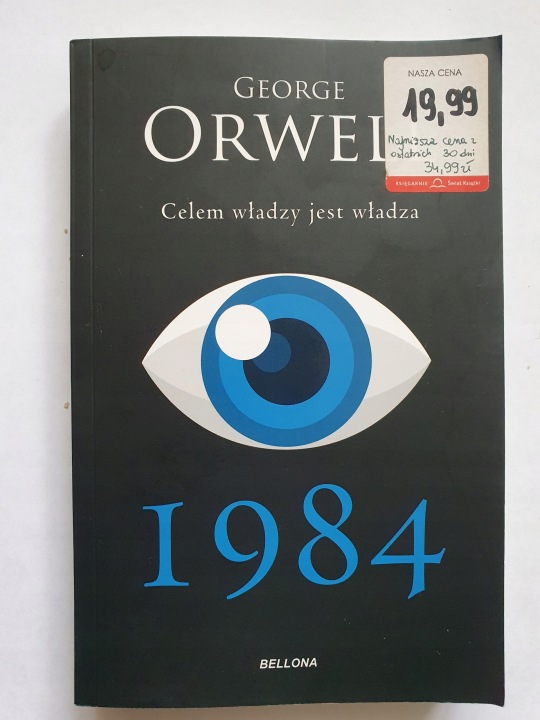 GEORGE
ORWEL
Celem władzy jest władza
NASZA CENA
19,99
Najniższa cena z
ostatnich 30 dni
34,99 zł
KSIĘGARNIE Świat Książki
1984
BELLONA